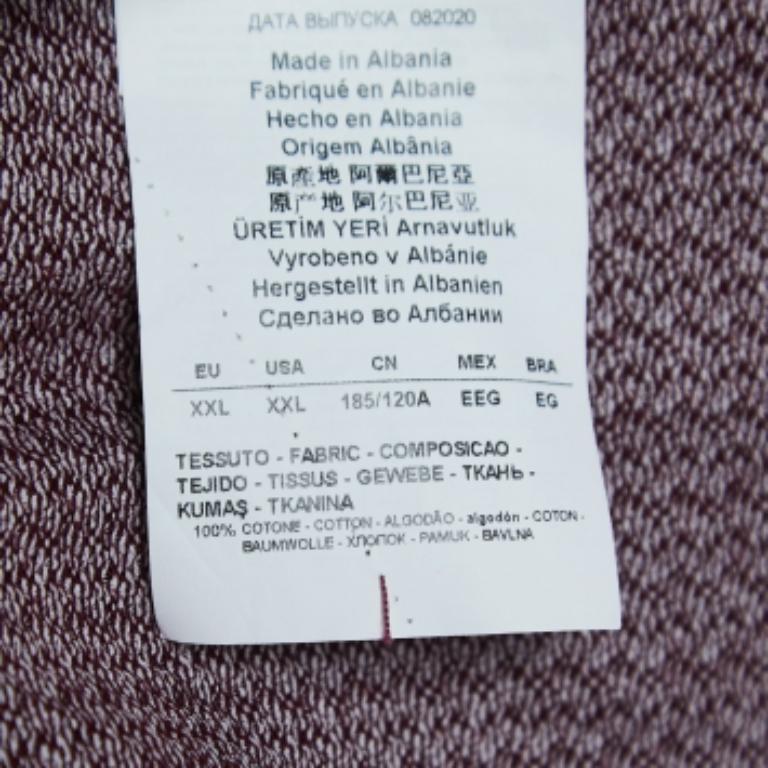 ДАТА ВЫПУСКА 082020
Made in Albania
Fabriqué en Albanie
Hecho en Albania
Origem Albânia
原產地 阿爾巴尼亞
原产地 阿尔巴尼亚
ÜRETİM YERİ Arnavutluk
Vyrobeno v Albánie
Hergestellt in Albanien
Сделано во Албании
EU USA CN MEX BRA
XXL XXL 185/120A EEG EG
TESSUTO - FABRIC - COMPOSICAO -
TEJIDO - TISSUS - GEWEBE - ТКАНЬ -
KUMAŞ - TKANINA
100% COTONE - COTTON - ALGODÃO - algodón - COTON -
BAUMWOLLE - ХЛОПОК - PAMUK - BAVLNA